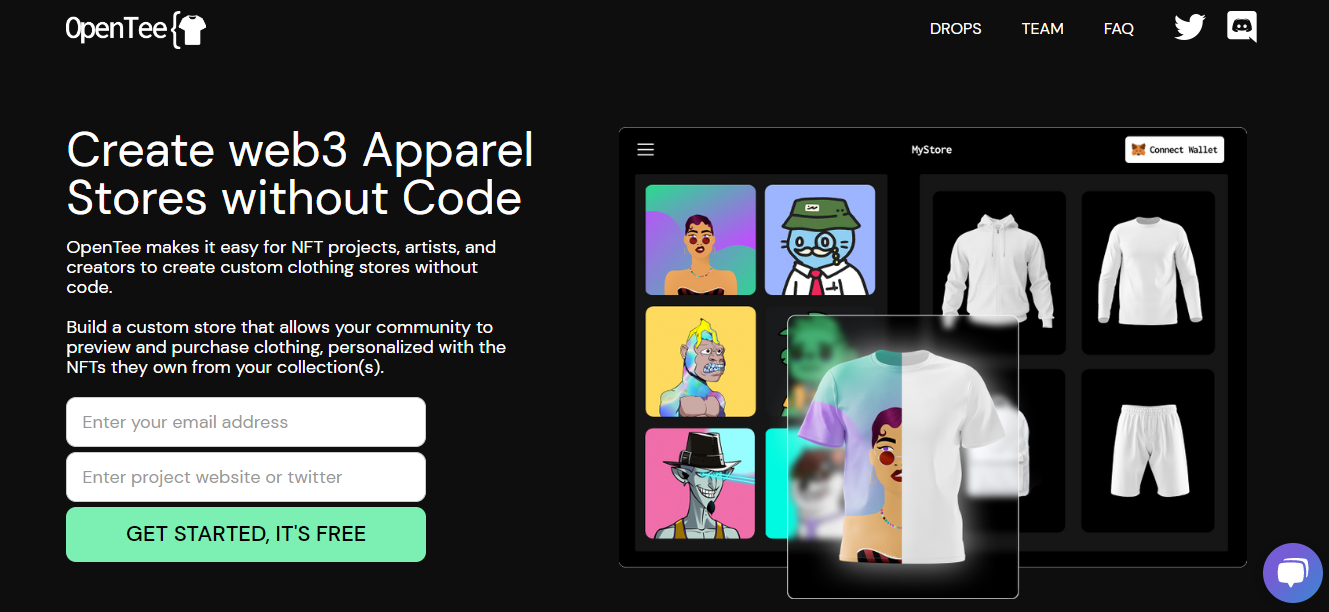 OpenTee
DROPS
TEAM
FAQ
Create web3 Apparel
Stores without Code
OpenTee makes it easy for NFT projects, artists, and
creators to create custom clothing stores without
code.
Build a custom store that allows your community to
preview and purchase clothing, personalized with the
NFTs they own from your collection(s).
Enter your email address
Enter project website or twitter
GET STARTED, IT'S FREE
MyStore
Connect Wallet